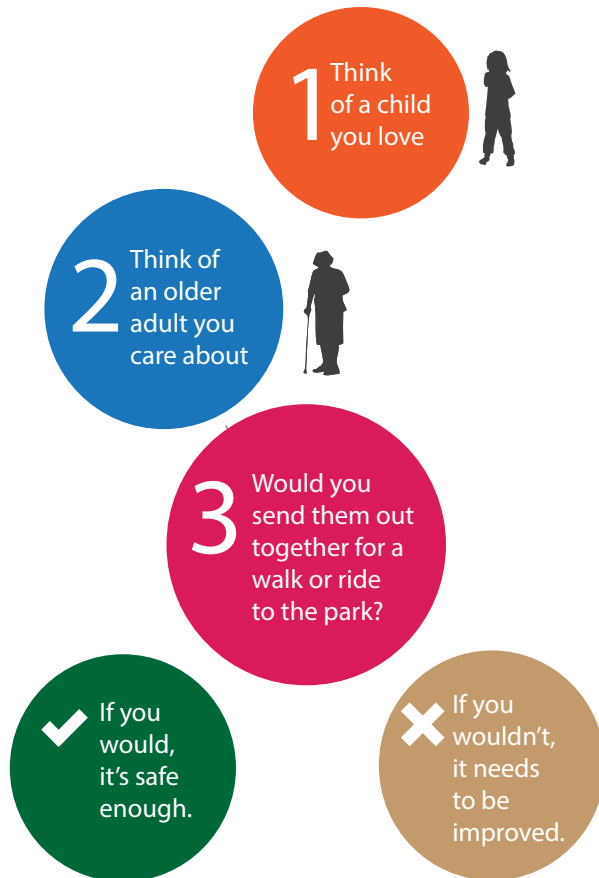 1
Think
of a child
you love
2
Think of
an older
adult you
care about
3
Would you
send them out
together for a
walk or ride
to the park?
If you
would,
it's safe
enough.
If you
wouldn't,
it needs
to be
improved.